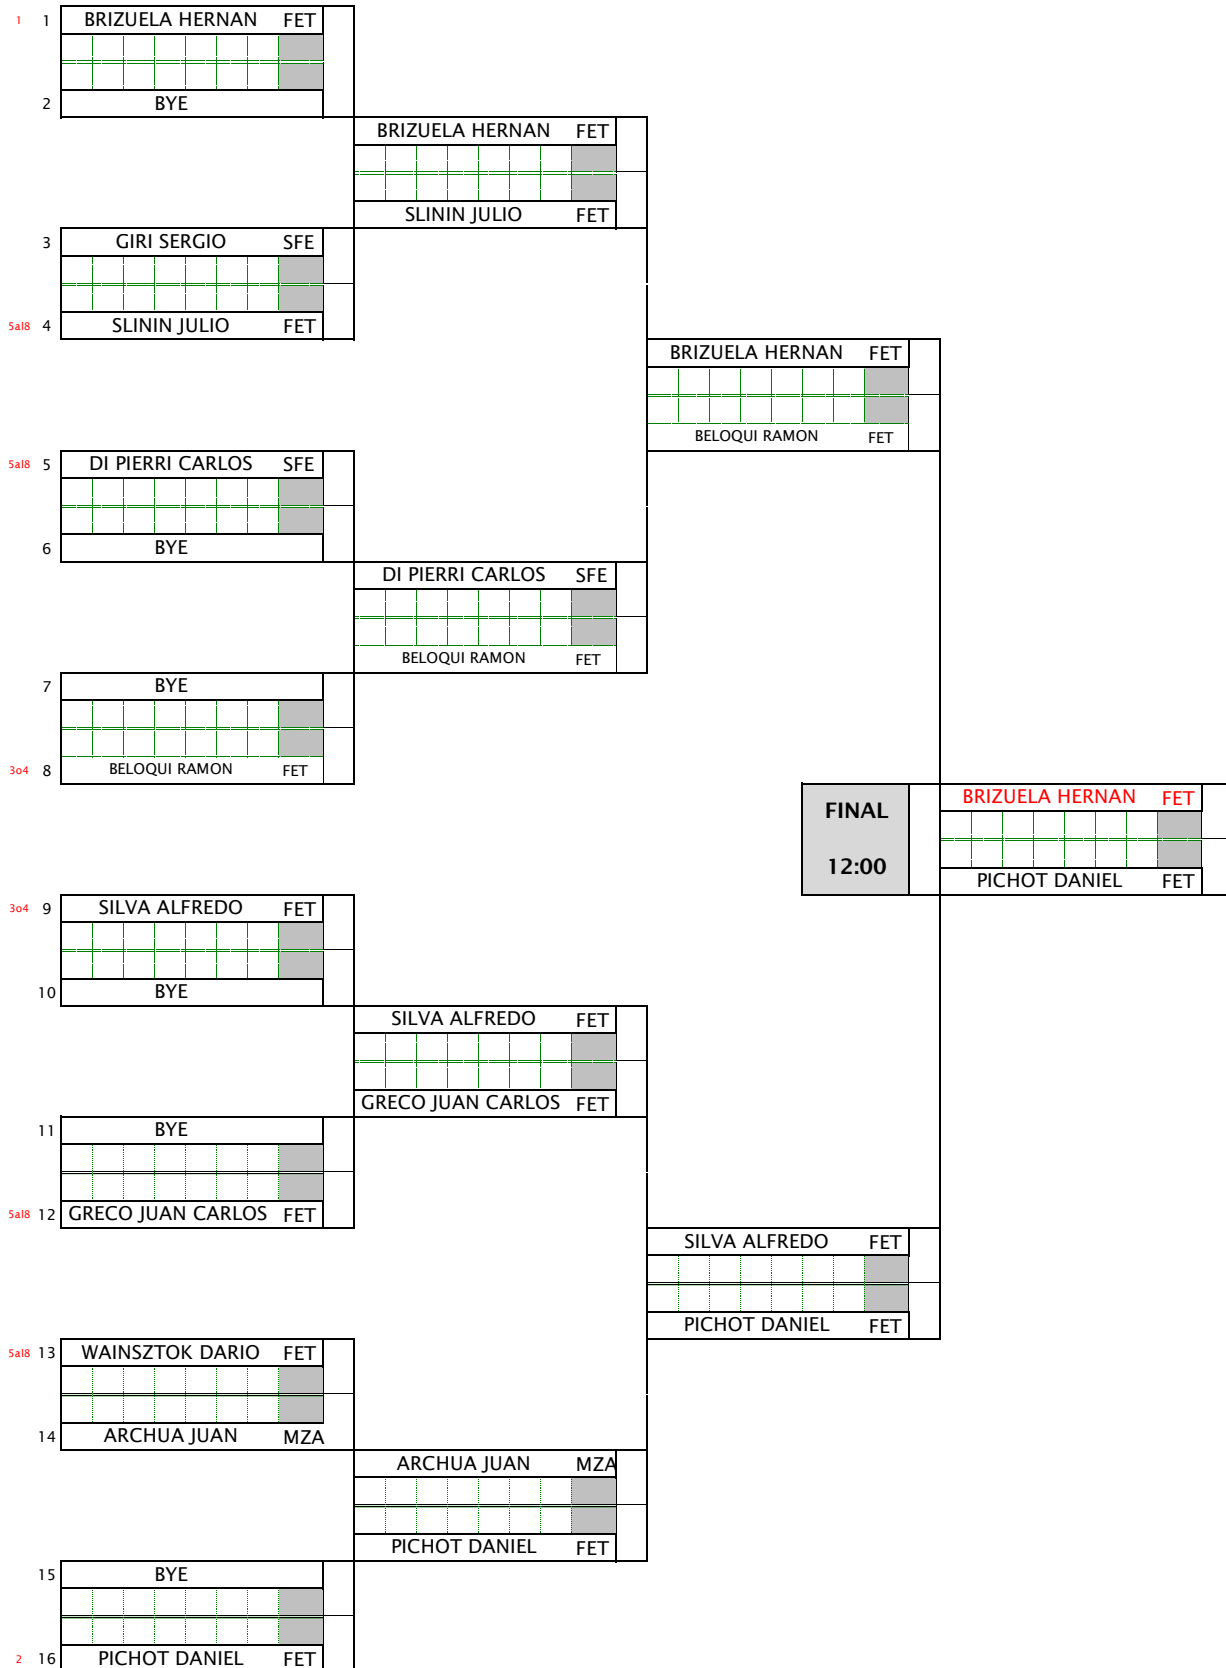 1 1 BRIZUELA HERNAN FET
2 BYE
BRIZUELA HERNAN FET
SLININ JULIO FET
3 GIRI SERGIO SFE
5al8 4 SLININ JULIO FET
BRIZUELA HERNAN FET
BELOQUI RAMON FET
5al8 5 DI PIERRI CARLOS SFE
6 BYE
DI PIERRI CARLOS SFE
BELOQUI RAMON FET
7 BYE
3o4 8 BELOQUI RAMON FET
FINAL
12:00
BRIZUELA HERNAN FET
PICHOT DANIEL FET
3o4 9 SILVA ALFREDO FET
10 BYE
SILVA ALFREDO FET
GRECO JUAN CARLOS FET
11 BYE
5al8 12 GRECO JUAN CARLOS FET
SILVA ALFREDO FET
PICHOT DANIEL FET
5al8 13 WAINSZTOK DARIO FET
14 ARCHUA JUAN MZA
ARCHUA JUAN MZA
PICHOT DANIEL FET
15 BYE
2 16 PICHOT DANIEL FET